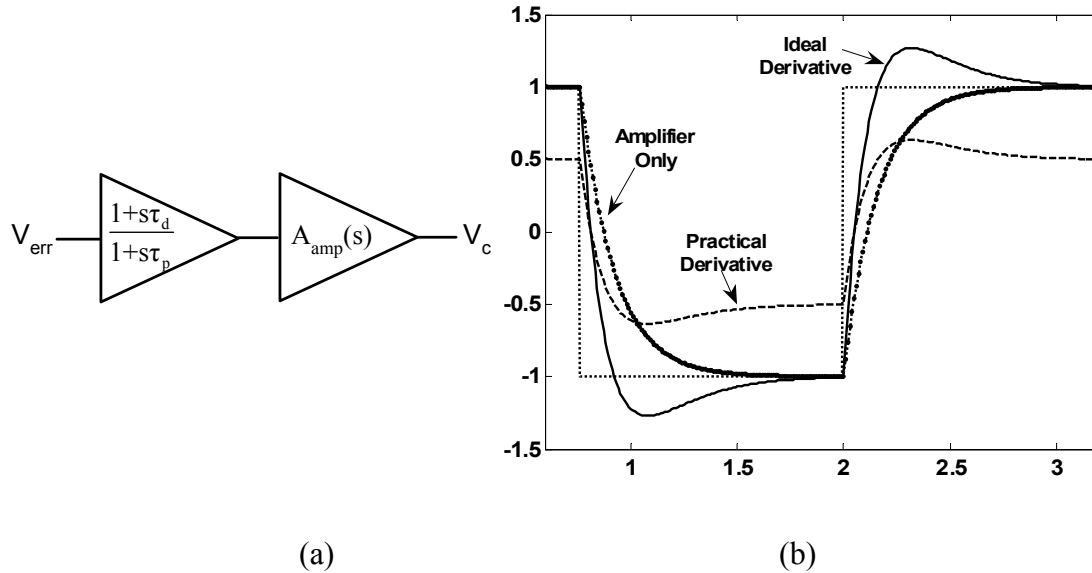 V_err
1+sτ_d
1+sτ_p
A_amp(s)
V_c
1.5
1
0.5
0
-0.5
-1
-1.5
1
1.5
2
2.5
3
Ideal
Derivative
Amplifier
Only
Practical
Derivative
(a)
(b)